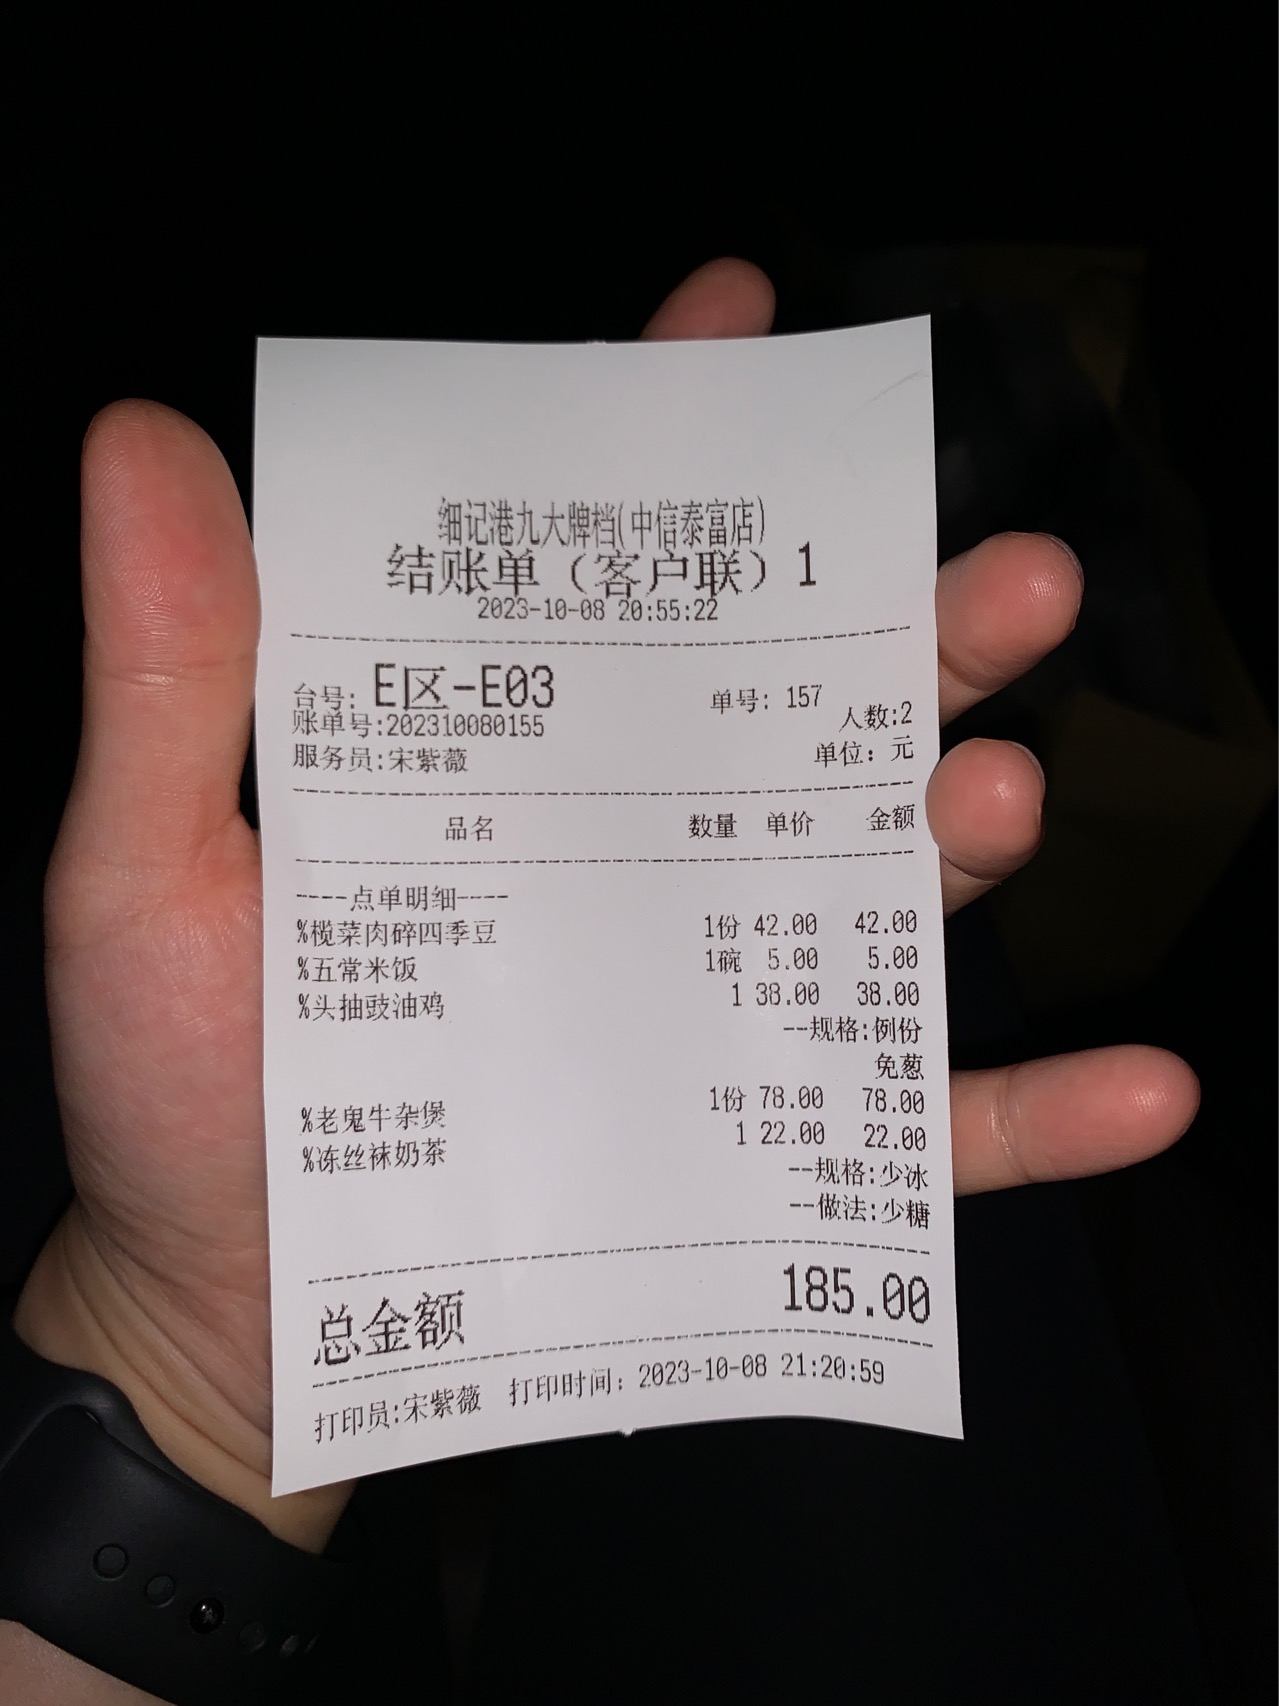 细记港九大牌档(中信泰富店)
结账单（客户联）1
2023-10-08 20:55:22
台号: E区-E03 单号: 157
账单号:202310080155 人数:2
服务员:宋紫薇 单位: 元
品名 数量 单价 金额
----点单明细----
%榄菜肉碎四季豆 1份 42.00 42.00
%五常米饭 1碗 5.00 5.00
%头抽豉油鸡 1 38.00 38.00
--规格:例份
免葱
%老鬼牛杂煲 1份 78.00 78.00
%冻丝袜奶茶 1 22.00 22.00
--规格:少冰
--做法:少糖
总金额 185.00
打印员:宋紫薇 打印时间: 2023-10-08 21:20:59